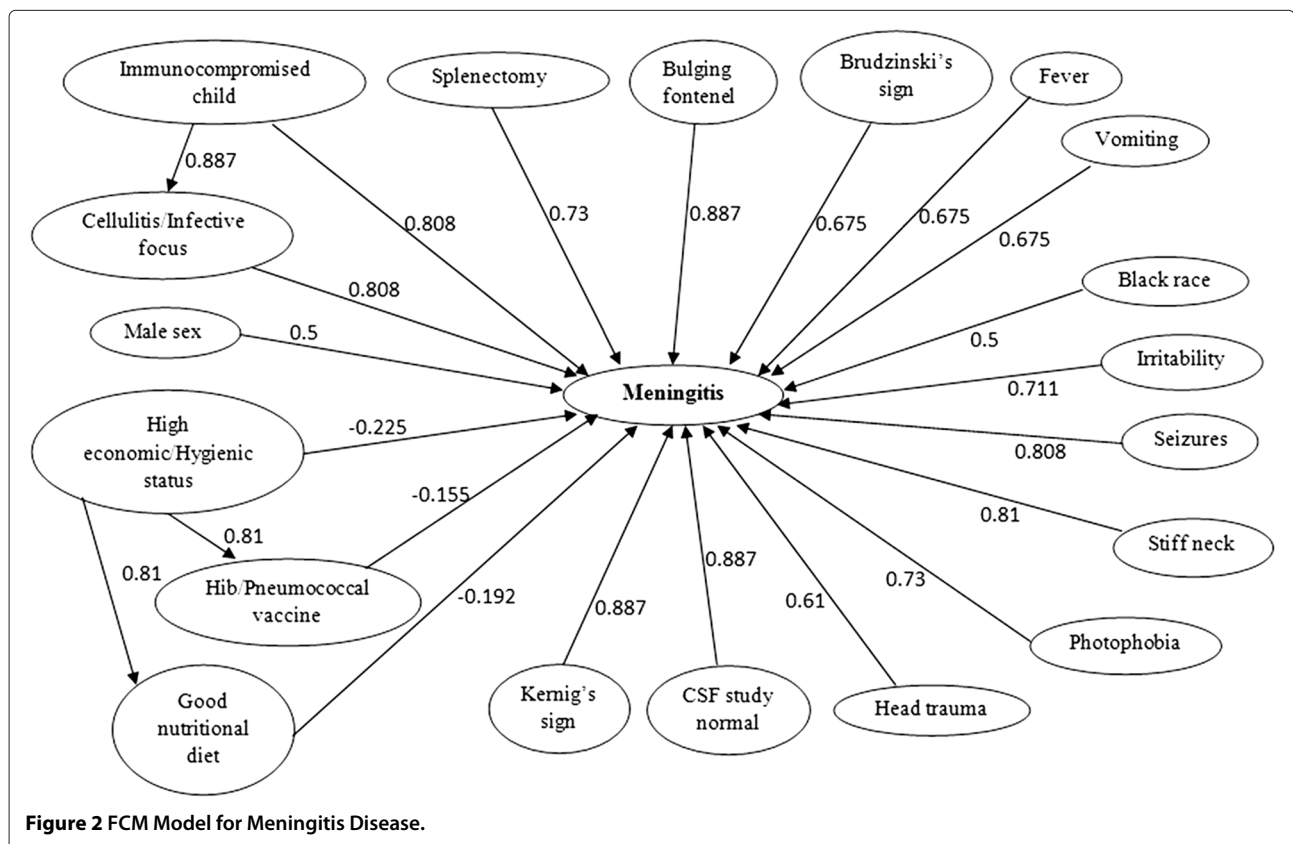 Immunocompromised
child
Splenectomy
Bulging
fontenel
Brudzinski's
sign
Fever
Vomiting
0.887
Cellulitis/Infective
focus
0.808
0.73
0.887
0.675
0.675
0.675
0.808
Black race
Male sex
0.5
0.5
Irritability
Meningitis
0.711
High
economic/Hygienic
status
-0.225
Seizures
0.808
-0.155
0.81
0.81
Stiff neck
0.81
Hib/Pneumococcal
vaccine
-0.192
0.887
0.887
0.61
0.73
Photophobia
Good
nutritional
diet
Kernig's
sign
CSF study
normal
Head trauma
Figure 2 FCM Model for Meningitis Disease.